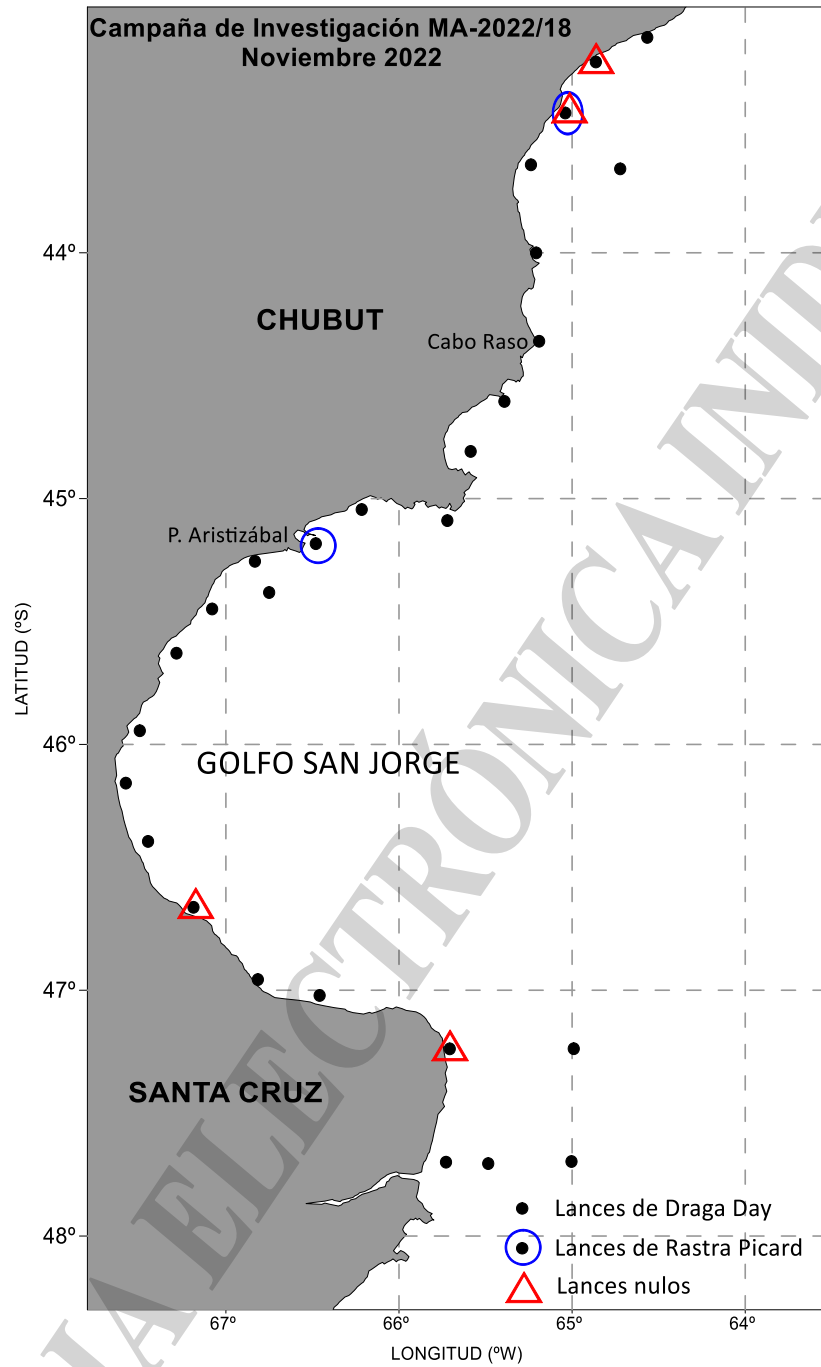 Campaña de Investigación MA-2022/18
Noviembre 2022
44º
CHUBUT
Cabo Raso
45º
P. Aristizábal
LATITUD (ºS)
46º
GOLFO SAN JORGE
47º
SANTA CRUZ
Lances de Draga Day
48º
Lances de Rastra Picard
Lances nulos
67º 66º 65º 64º
LONGITUD (ºW)
A ELECTRÓNICA INI